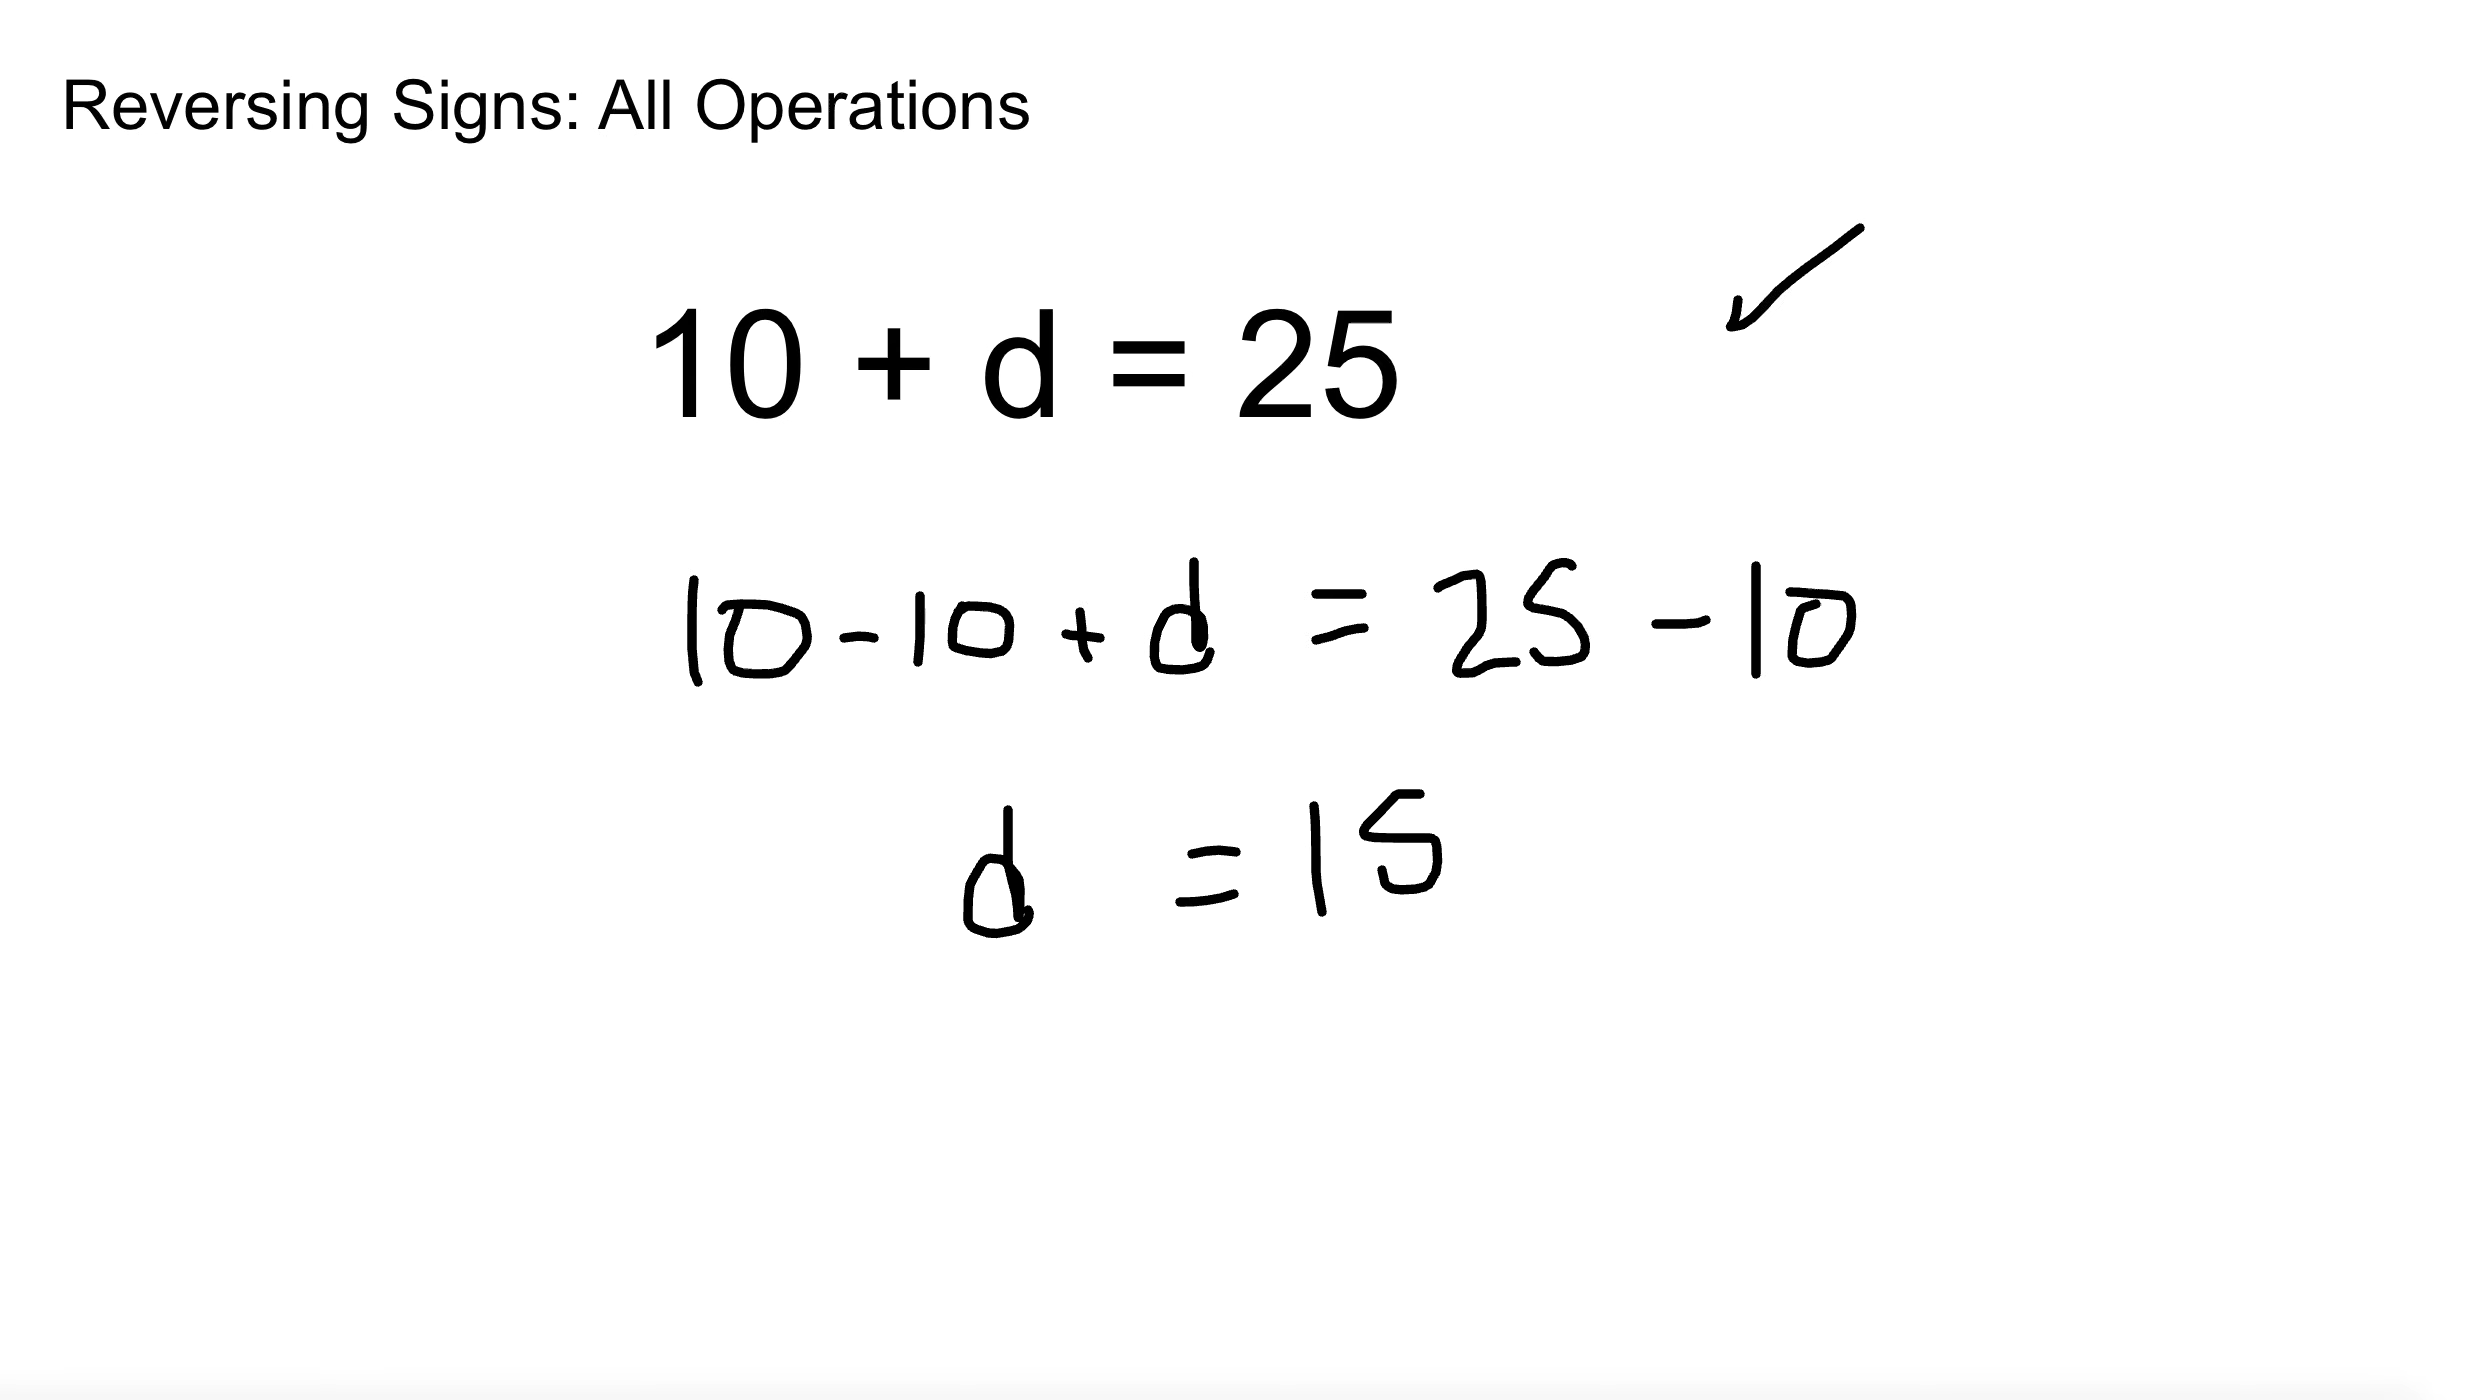 Reversing Signs: All Operations
10 + d = 25
10 - 10 + d = 25 - 10
d = 15